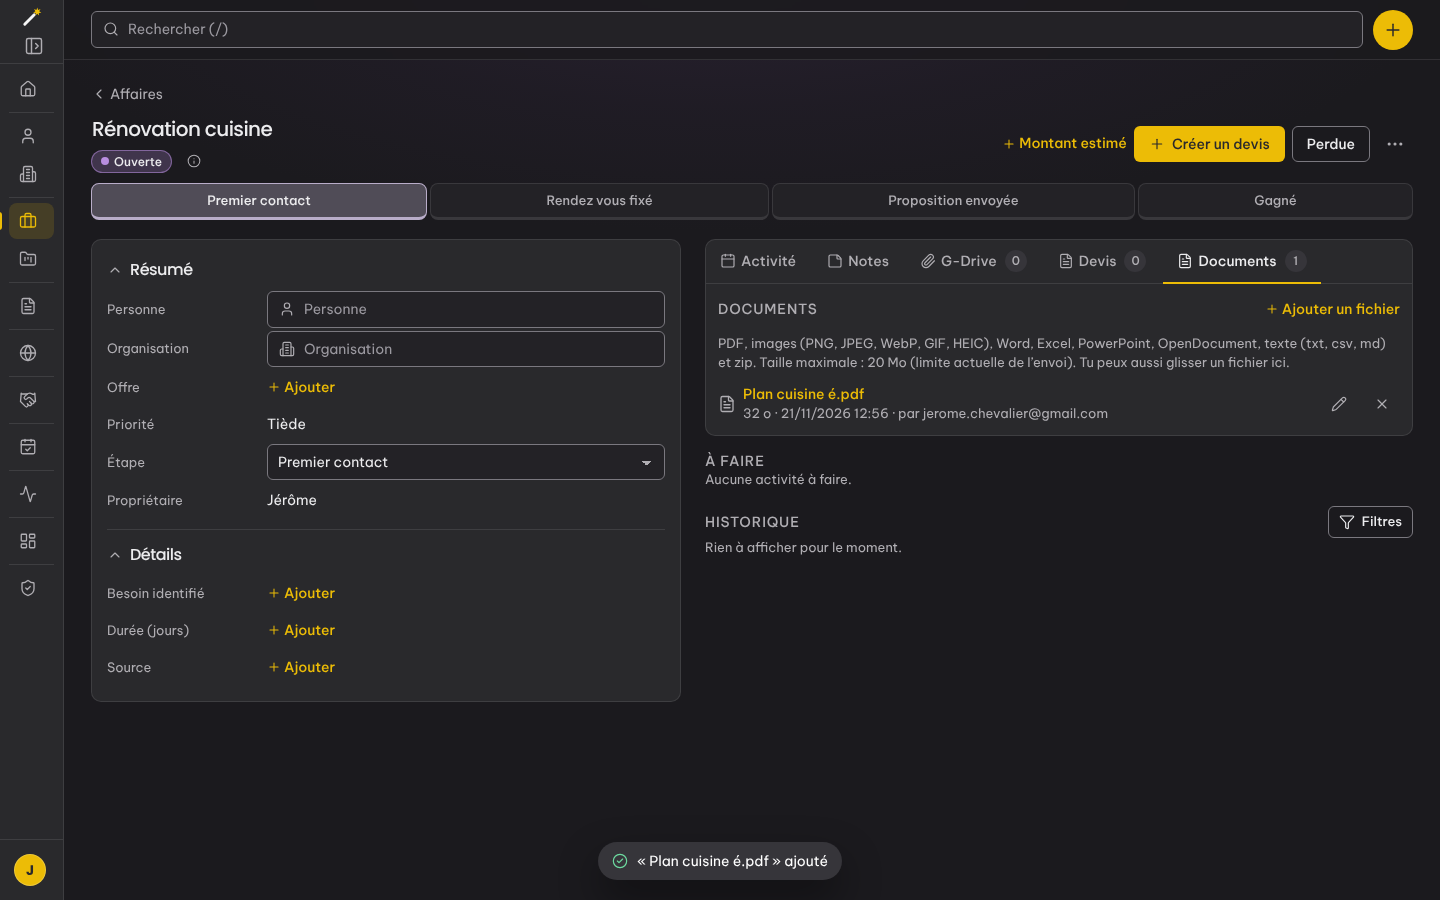 Rechercher (/)
Affaires
Rénovation cuisine
Ouverte
Montant estimé
Créer un devis
Perdue
Premier contact
Rendez vous fixé
Proposition envoyée
Gagné
Résumé
Personne
Personne
Organisation
Organisation
Offre
Ajouter
Priorité
Tiède
Étape
Premier contact
Propriétaire
Jérôme
Détails
Besoin identifié
Ajouter
Durée (jours)
Ajouter
Source
Ajouter
Activité
Notes
G-Drive 0
Devis 0
Documents 1
DOCUMENTS
Ajouter un fichier
PDF, images (PNG, JPEG, WebP, GIF, HEIC), Word, Excel, PowerPoint, OpenDocument, texte (txt, csv, md)
et zip. Taille maximale : 20 Mo (limite actuelle de l’envoi). Tu peux aussi glisser un fichier ici.
Plan cuisine é.pdf
32 o · 21/11/2026 12:56 · par jerome.chevalier@gmail.com
À FAIRE
Aucune activité à faire.
HISTORIQUE
Filtres
Rien à afficher pour le moment.
J
« Plan cuisine é.pdf » ajouté